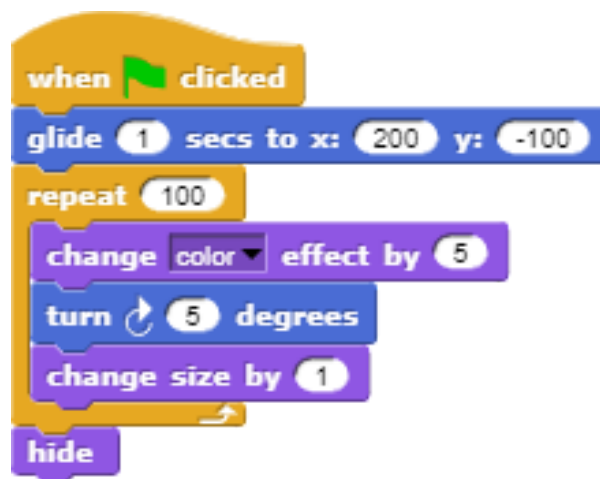 when clicked
glide 1 secs to x: 200 y: -100
repeat 100
change color effect by 5
turn 5 degrees
change size by 1
hide